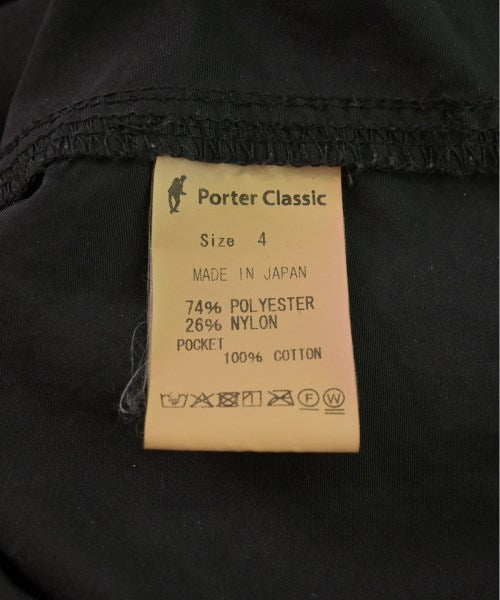 Porter Classic
Size 4
MADE IN JAPAN
74% POLYESTER
26% NYLON
POCKET
100% COTTON
F W